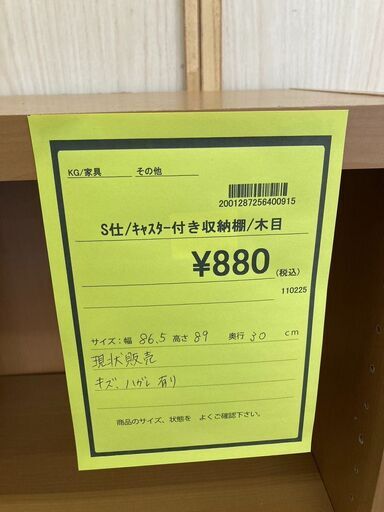 KG/家具 その他
2001287256400915
S仕/ｷｬｽﾀｰ付き収納棚/木目
¥880 (税込)
110225
サイズ：幅 86.5 高さ 89 奥行 30 cm
現状販売
キズ、ハガレ有り
商品のサイズ、状態を よくご確認下さい。